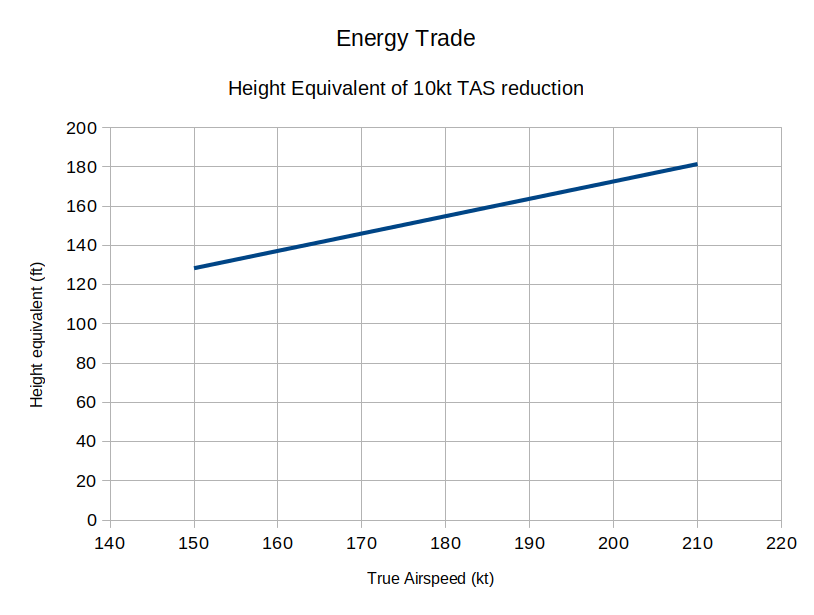 Energy Trade
Height Equivalent of 10kt TAS reduction
200
180
160
140
120
100
80
60
40
20
0
Height equivalent (ft)
140 150 160 170 180 190 200 210 220
True Airspeed (kt)